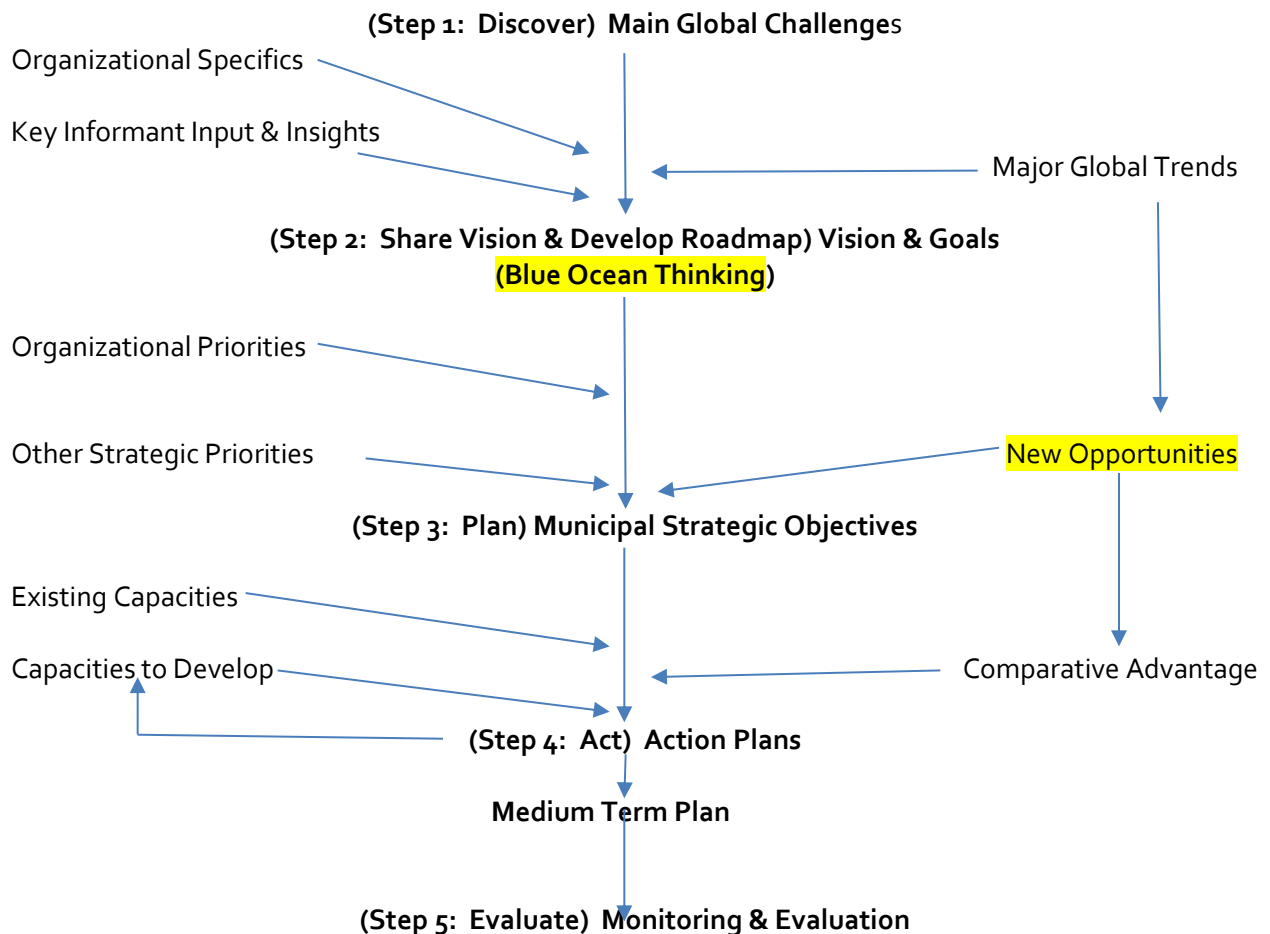 (Step 1:  Discover)  Main Global Challenges
Organizational Specifics
Key Informant Input & Insights
Major Global Trends
(Step 2:  Share Vision & Develop Roadmap) Vision & Goals
(Blue Ocean Thinking)
Organizational Priorities
Other Strategic Priorities
New Opportunities
(Step 3:  Plan) Municipal Strategic Objectives
Existing Capacities
Capacities to Develop
Comparative Advantage
(Step 4:  Act)  Action Plans
Medium Term Plan
(Step 5:  Evaluate)  Monitoring & Evaluation